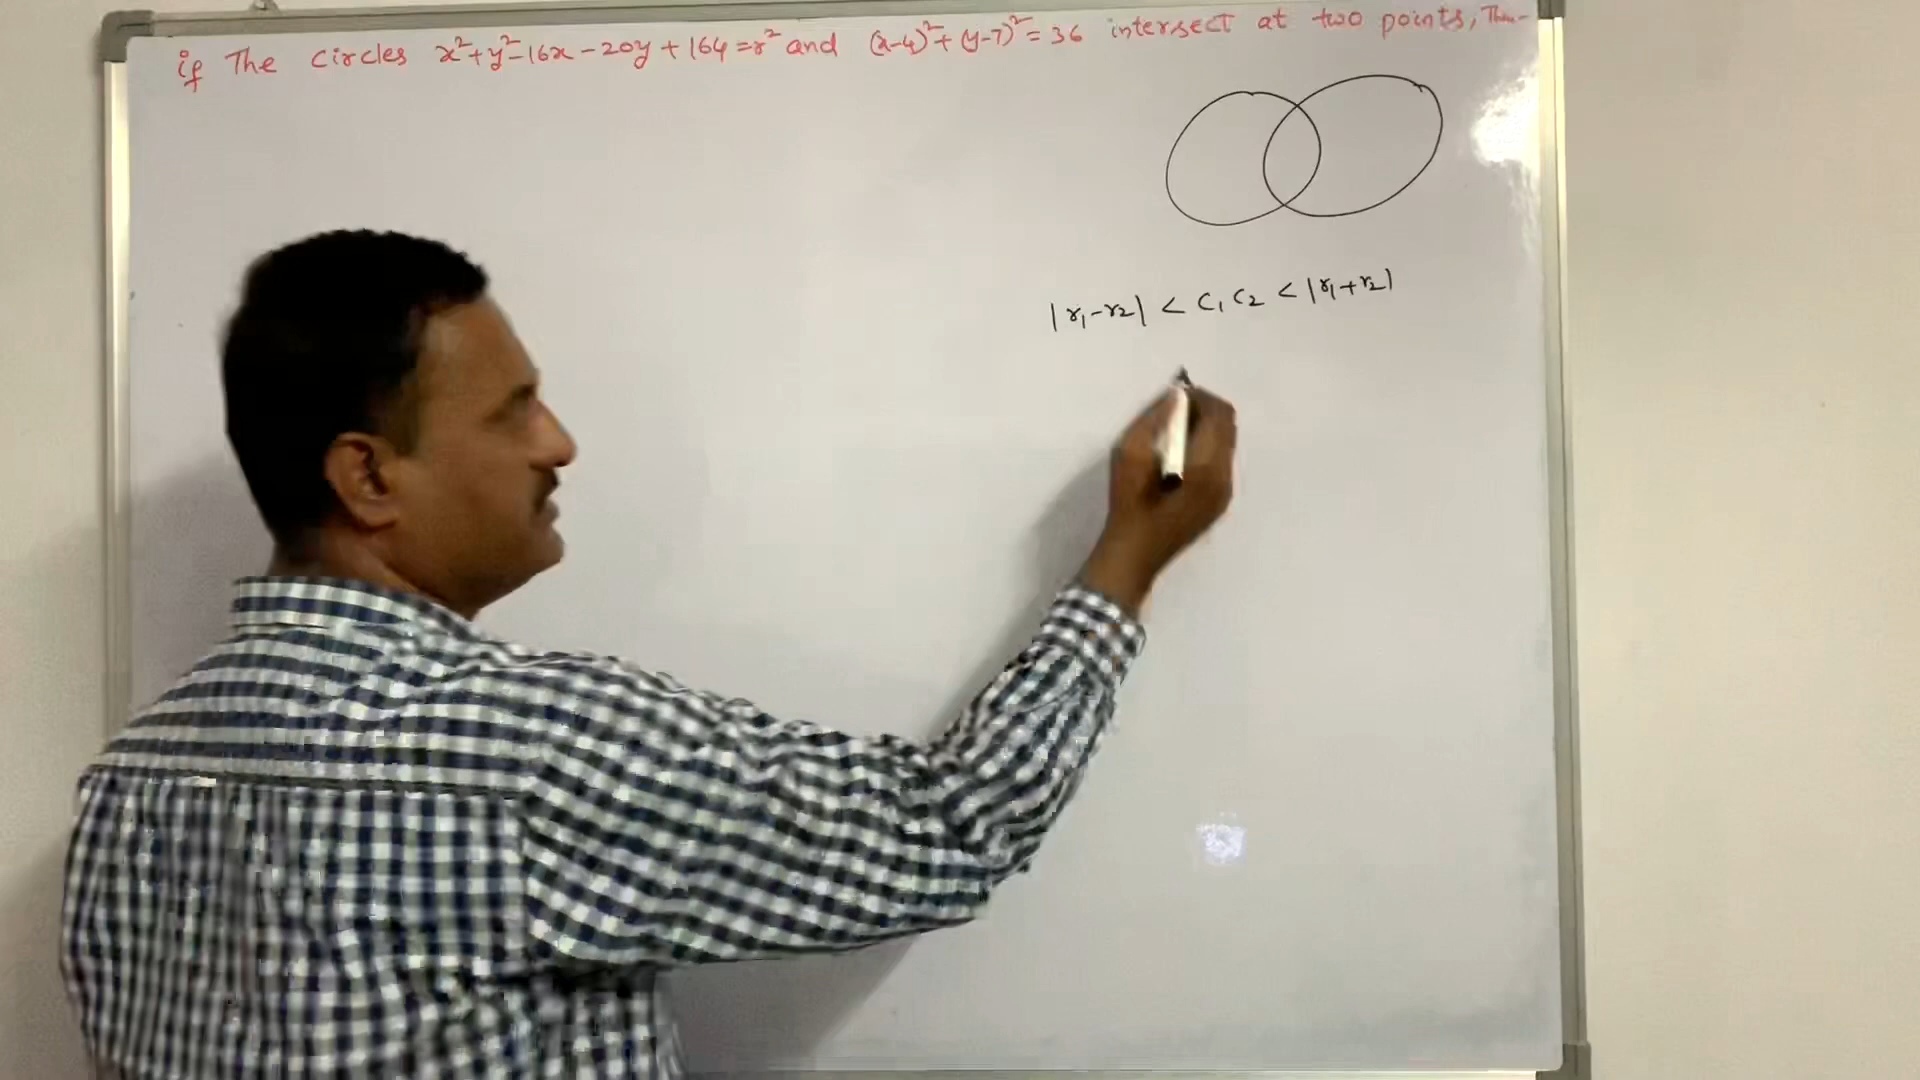 if The circles x²+y²-16x-20y+164=r² and (x-4)²+(y-7)²=36 intersect at two points, Then-
|r₁-r₂| < C₁C₂ < |r₁+r₂|